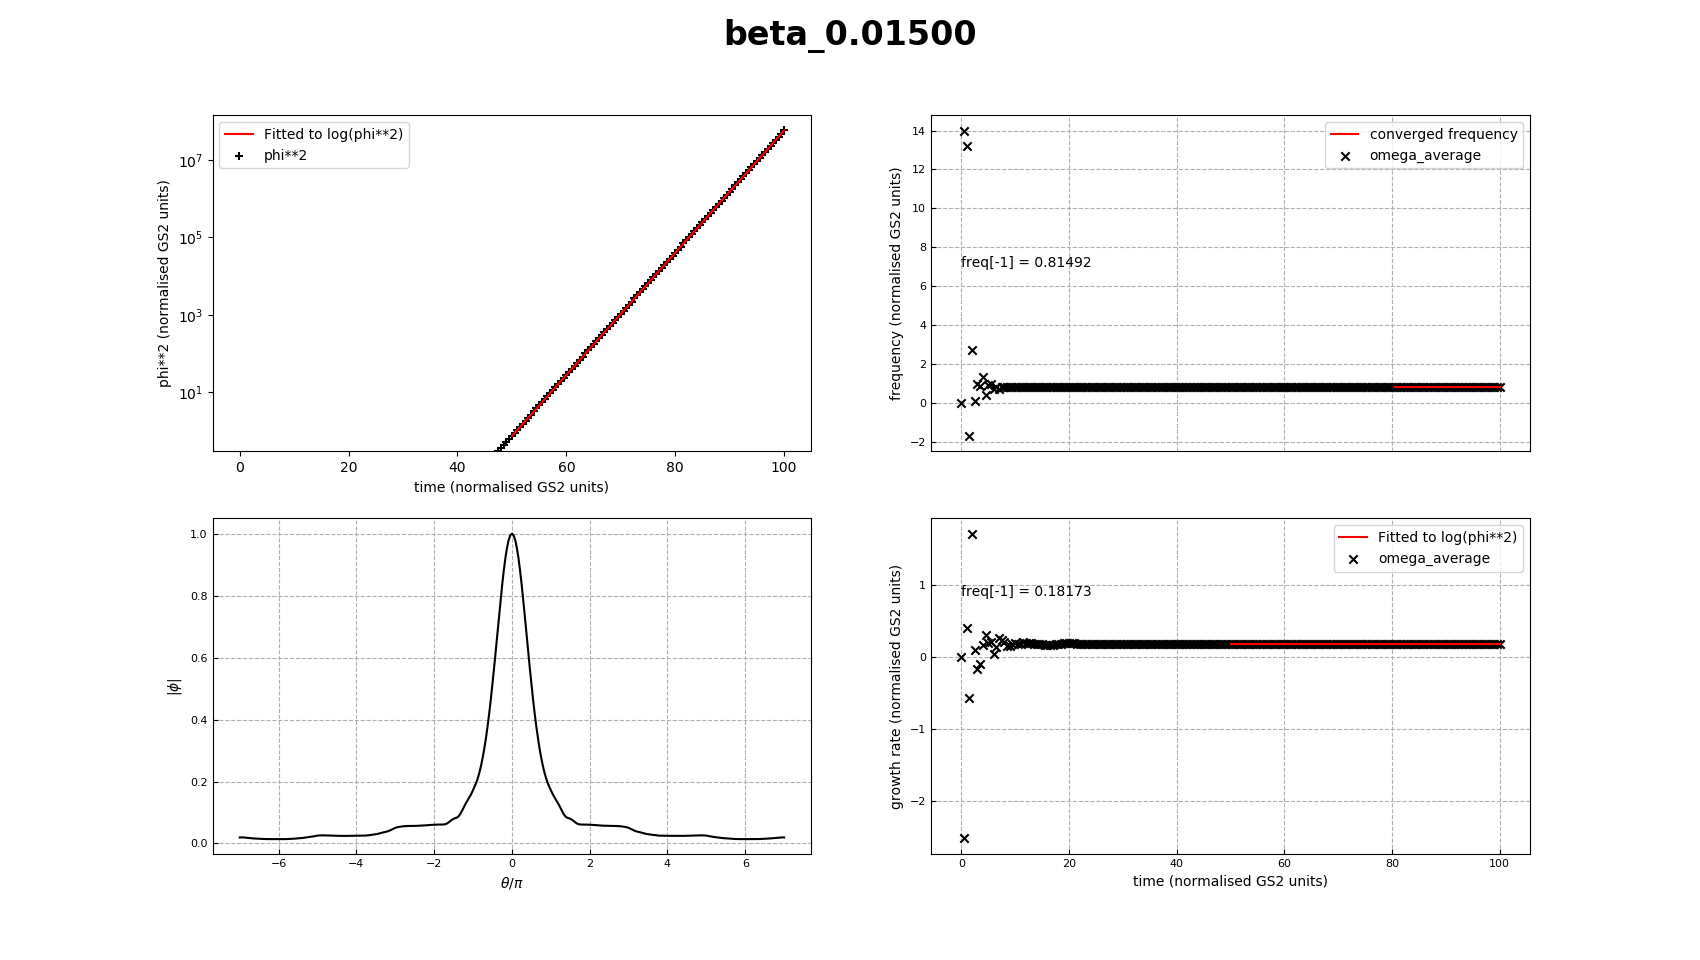 beta_0.01500
Fitted to log(phi**2)
phi**2
10^7
10^5
10^3
10^1
phi**2 (normalised GS2 units)
0 20 40 60 80 100
time (normalised GS2 units)
converged frequency
omega_average
14
12
10
8
6
4
2
0
−2
frequency (normalised GS2 units)
freq[-1] = 0.81492
1.0
0.8
0.6
0.4
0.2
0.0
|ϕ|
−6 −4 −2 0 2 4 6
θ/π
Fitted to log(phi**2)
omega_average
1
0
−1
−2
growth rate (normalised GS2 units)
freq[-1] = 0.18173
0 20 40 60 80 100
time (normalised GS2 units)